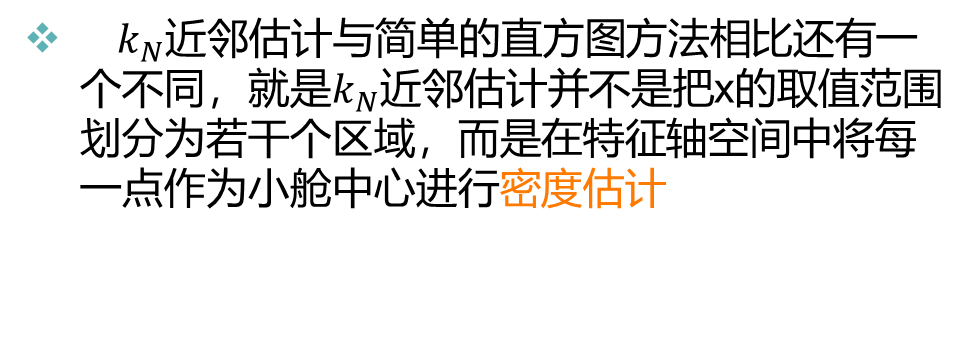 k_N近邻估计与简单的直方图方法相比还有一
个不同，就是k_N近邻估计并不是把x的取值范围
划分为若干个区域，而是在特征轴空间中将每
一点作为小舱中心进行密度估计